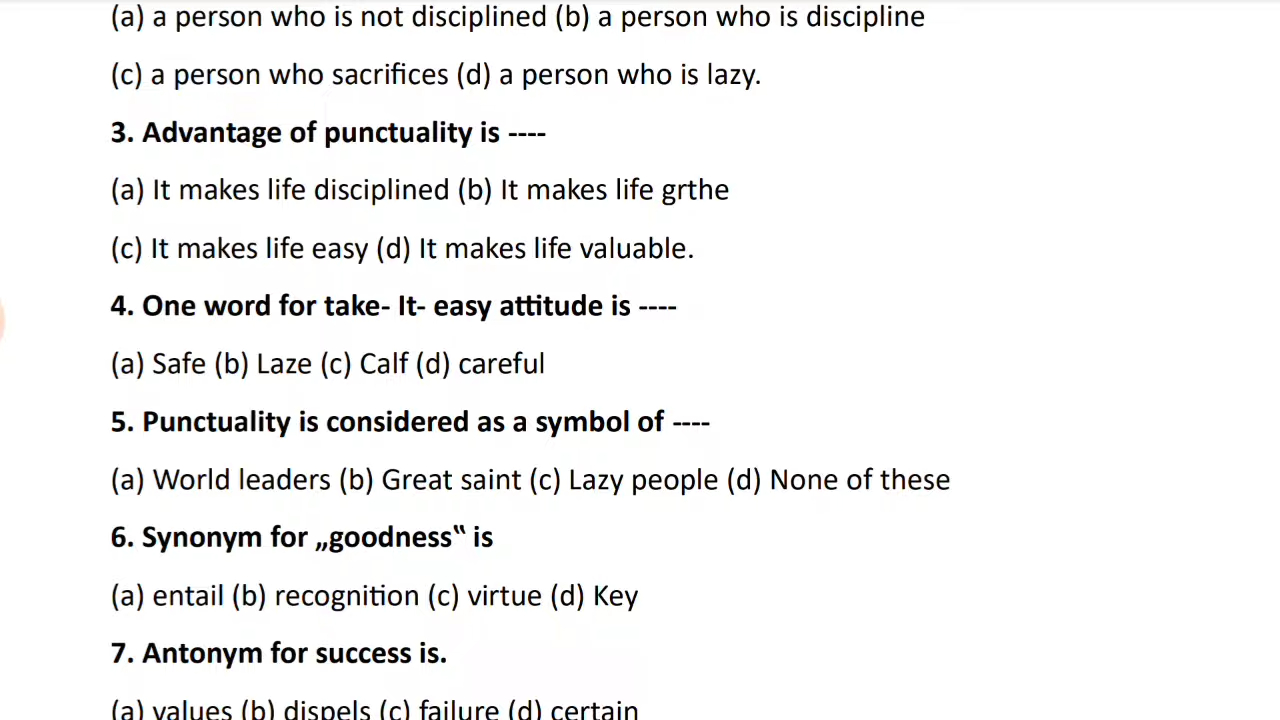 (a) a person who is not disciplined (b) a person who is discipline
(c) a person who sacrifices (d) a person who is lazy.
3. Advantage of punctuality is ----
(a) It makes life disciplined (b) It makes life grthe
(c) It makes life easy (d) It makes life valuable.
4. One word for take- It- easy attitude is ----
(a) Safe (b) Laze (c) Calf (d) careful
5. Punctuality is considered as a symbol of ----
(a) World leaders (b) Great saint (c) Lazy people (d) None of these
6. Synonym for „goodness‟ is
(a) entail (b) recognition (c) virtue (d) Key
7. Antonym for success is.
(a) values (b) dispels (c) failure (d) certain